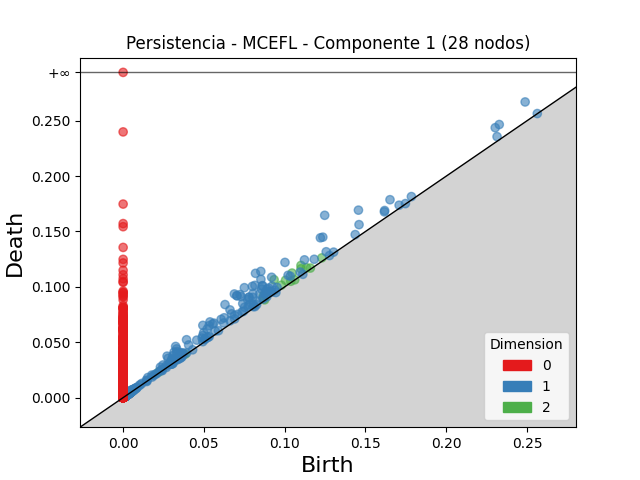 Persistencia - MCEFL - Componente 1 (28 nodos)
+∞
0.250
0.200
0.150
0.100
0.050
0.000
Death
0.00 0.05 0.10 0.15 0.20 0.25
Birth
Dimension
0
1
2